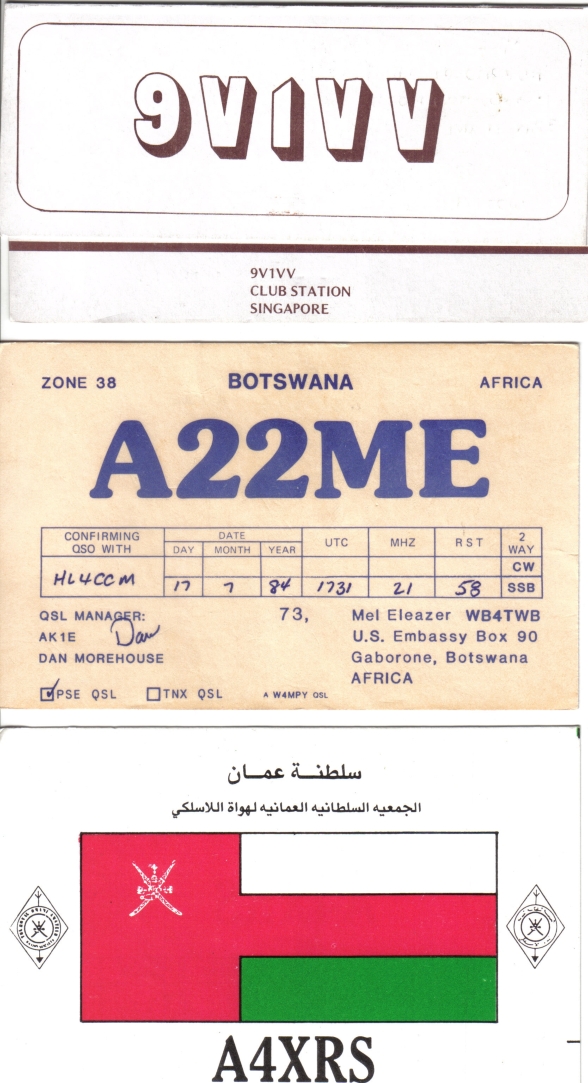 9V1VV
9V1VV
CLUB STATION
SINGAPORE
ZONE 38 BOTSWANA AFRICA
A22ME
CONFIRMING QSO WITH DATE UTC MHZ RST 2 WAY
DAY MONTH YEAR
CW
HL4CCM 17 7 84 1731 21 58 SSB
QSL MANAGER: 73, Mel Eleazer WB4TWB
AK1E Dan U.S. Embassy Box 90
DAN MOREHOUSE Gaborone, Botswana
AFRICA
PSE QSL TNX QSL A W4MPY QSL
سلطنة عمان
الجمعيه السلطانيه العمانيه لهواة اللاسلكي
A4XRS